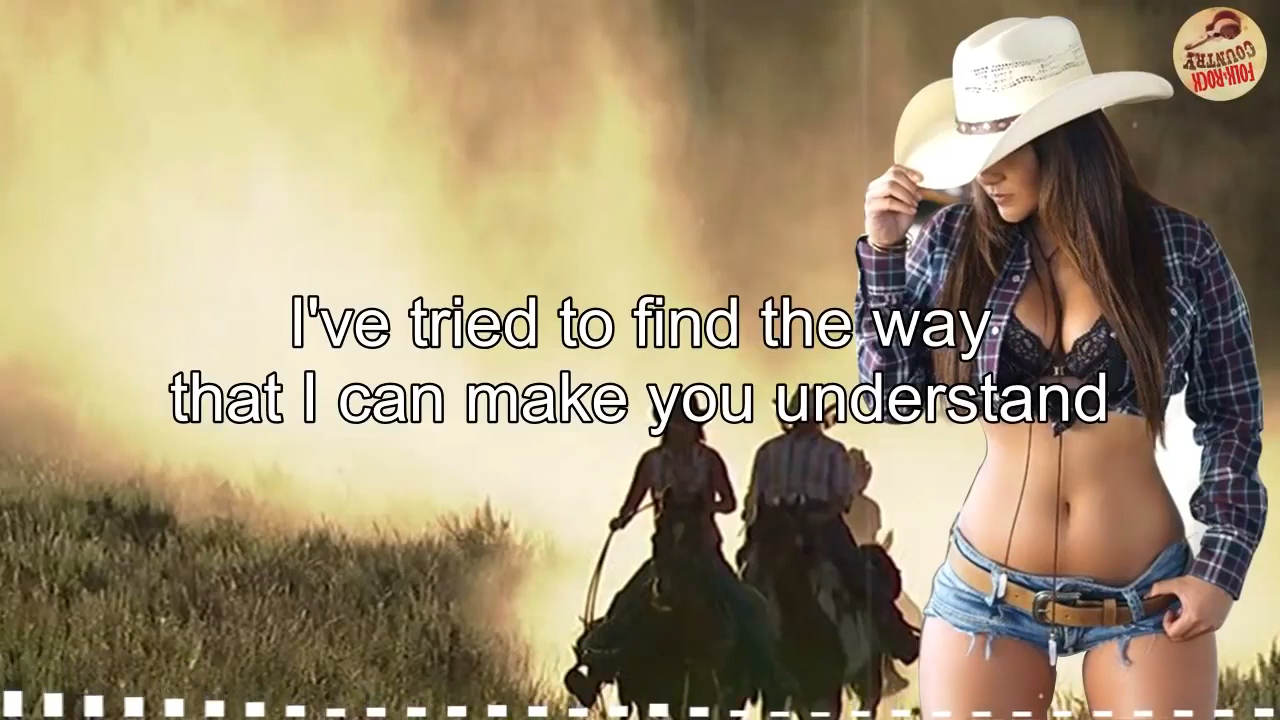 I've tried to find the way
that I can make you understand
COUNTRY
FOLK-ROCK